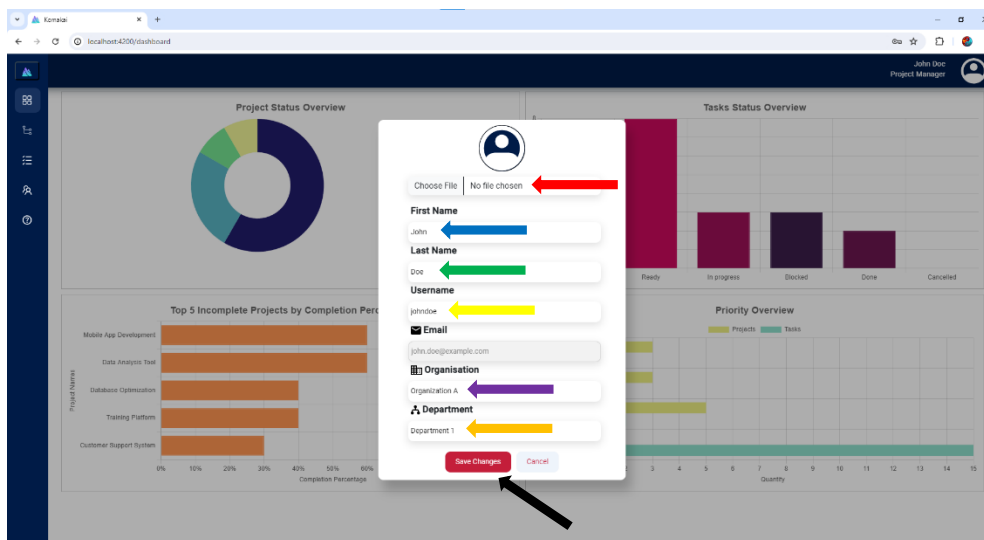 Komakai
localhost:4200/dashboard
John Doe
Project Manager
Project Status Overview
Tasks Status Overview
Choose File No file chosen
First Name
John
Last Name
Doe
Username
johndoe
Email
john.doe@example.com
Organisation
Organization A
Department
Department 1
Save Changes Cancel
Ready In progress Blocked Done Cancelled
Top 5 Incomplete Projects by Completion Perc
Project Names
Mobile App Development
Data Analysis Tool
Database Optimization
Training Platform
Customer Support System
0% 10% 20% 30% 40% 50% 60%
Completion Percentage
Priority Overview
Projects Tasks
3 4 5 6 7 8 9 10 11 12 13 14 15
Quantity